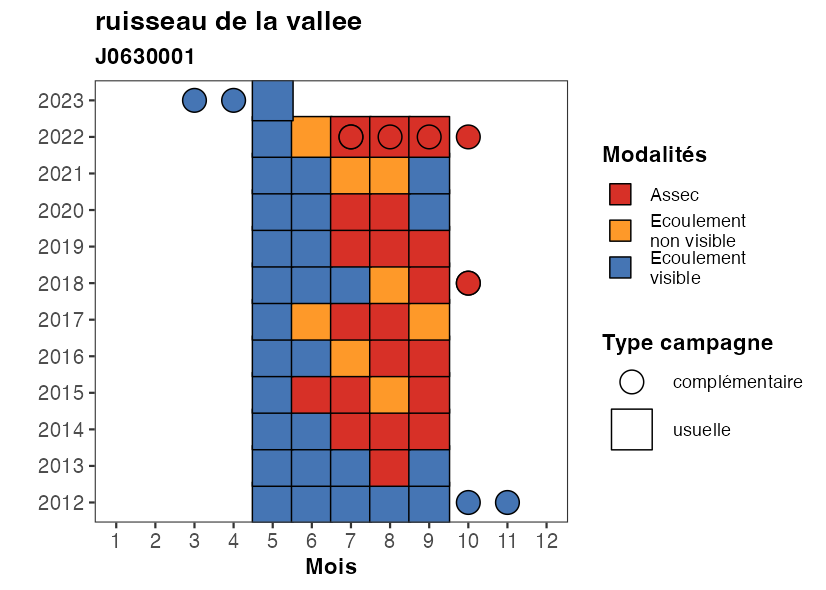 ruisseau de la vallee
J0630001
2023
2022
2021
2020
2019
2018
2017
2016
2015
2014
2013
2012
1 2 3 4 5 6 7 8 9 10 11 12
Mois
Modalités
Assec
Ecoulement
non visible
Ecoulement
visible
Type campagne
complémentaire
usuelle